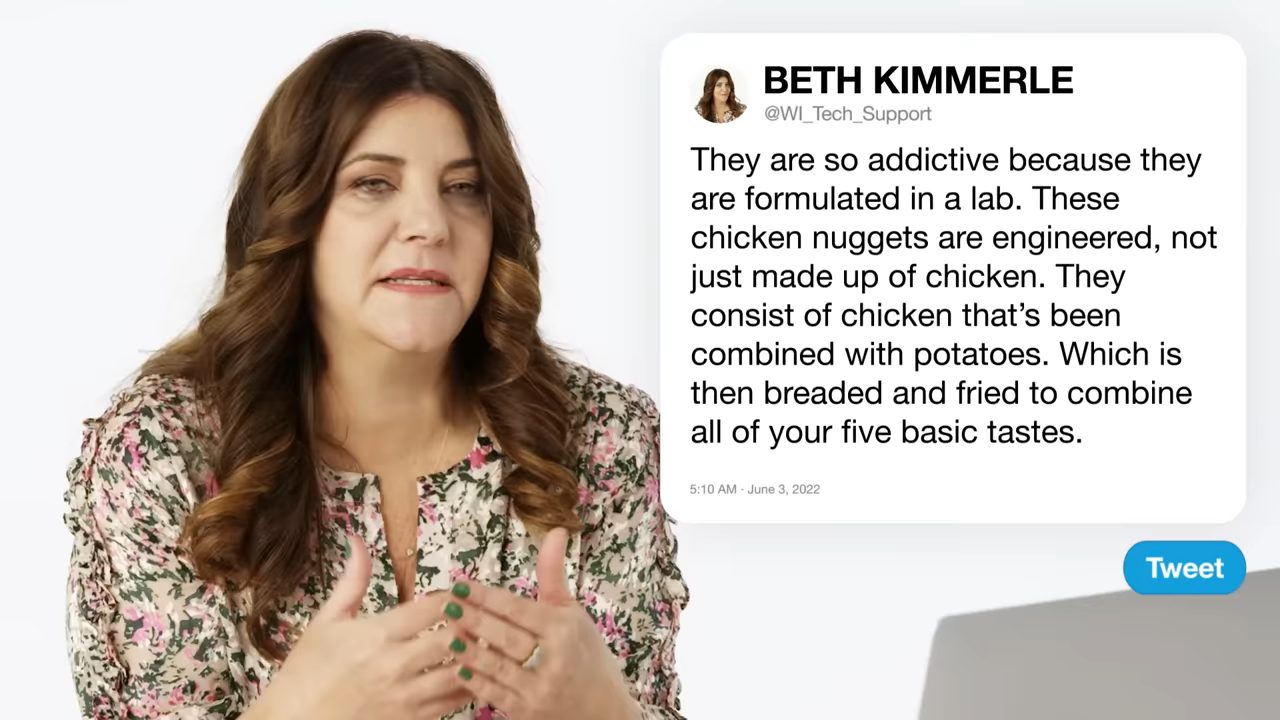 BETH KIMMERLE
@WI_Tech_Support
They are so addictive because they
are formulated in a lab. These
chicken nuggets are engineered, not
just made up of chicken. They
consist of chicken that’s been
combined with potatoes. Which is
then breaded and fried to combine
all of your five basic tastes.
5:10 AM · June 3, 2022
Tweet